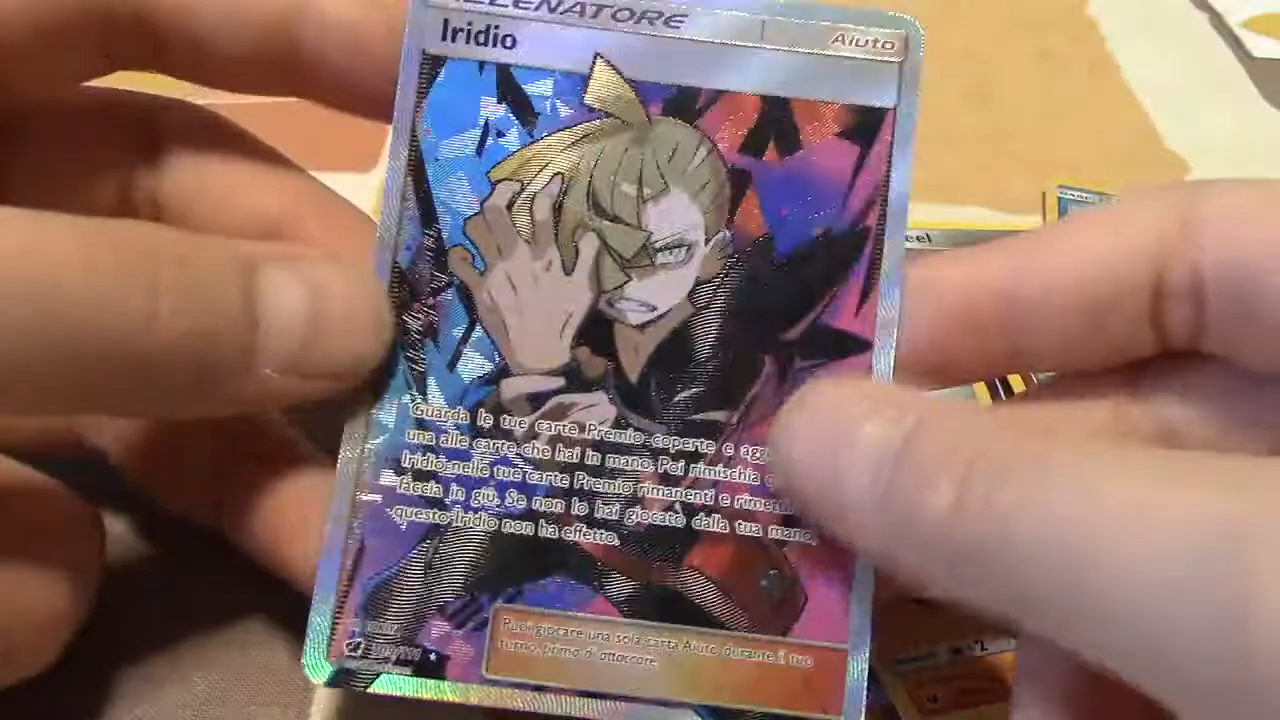 ALLENATORE
Aiuto
Iridio
eel
Guarda le tue carte Premio coperte e agg
una alle carte che hai in mano. Poi rimischia
Iridio nelle tue carte Premio rimanenti e rimetti
faccia in giù. Se non lo hai giocato dalla tua mano,
questo Iridio non ha effetto.
Puoi giocare una sola carta Aiuto durante il tuo
turno, prima di attaccare.